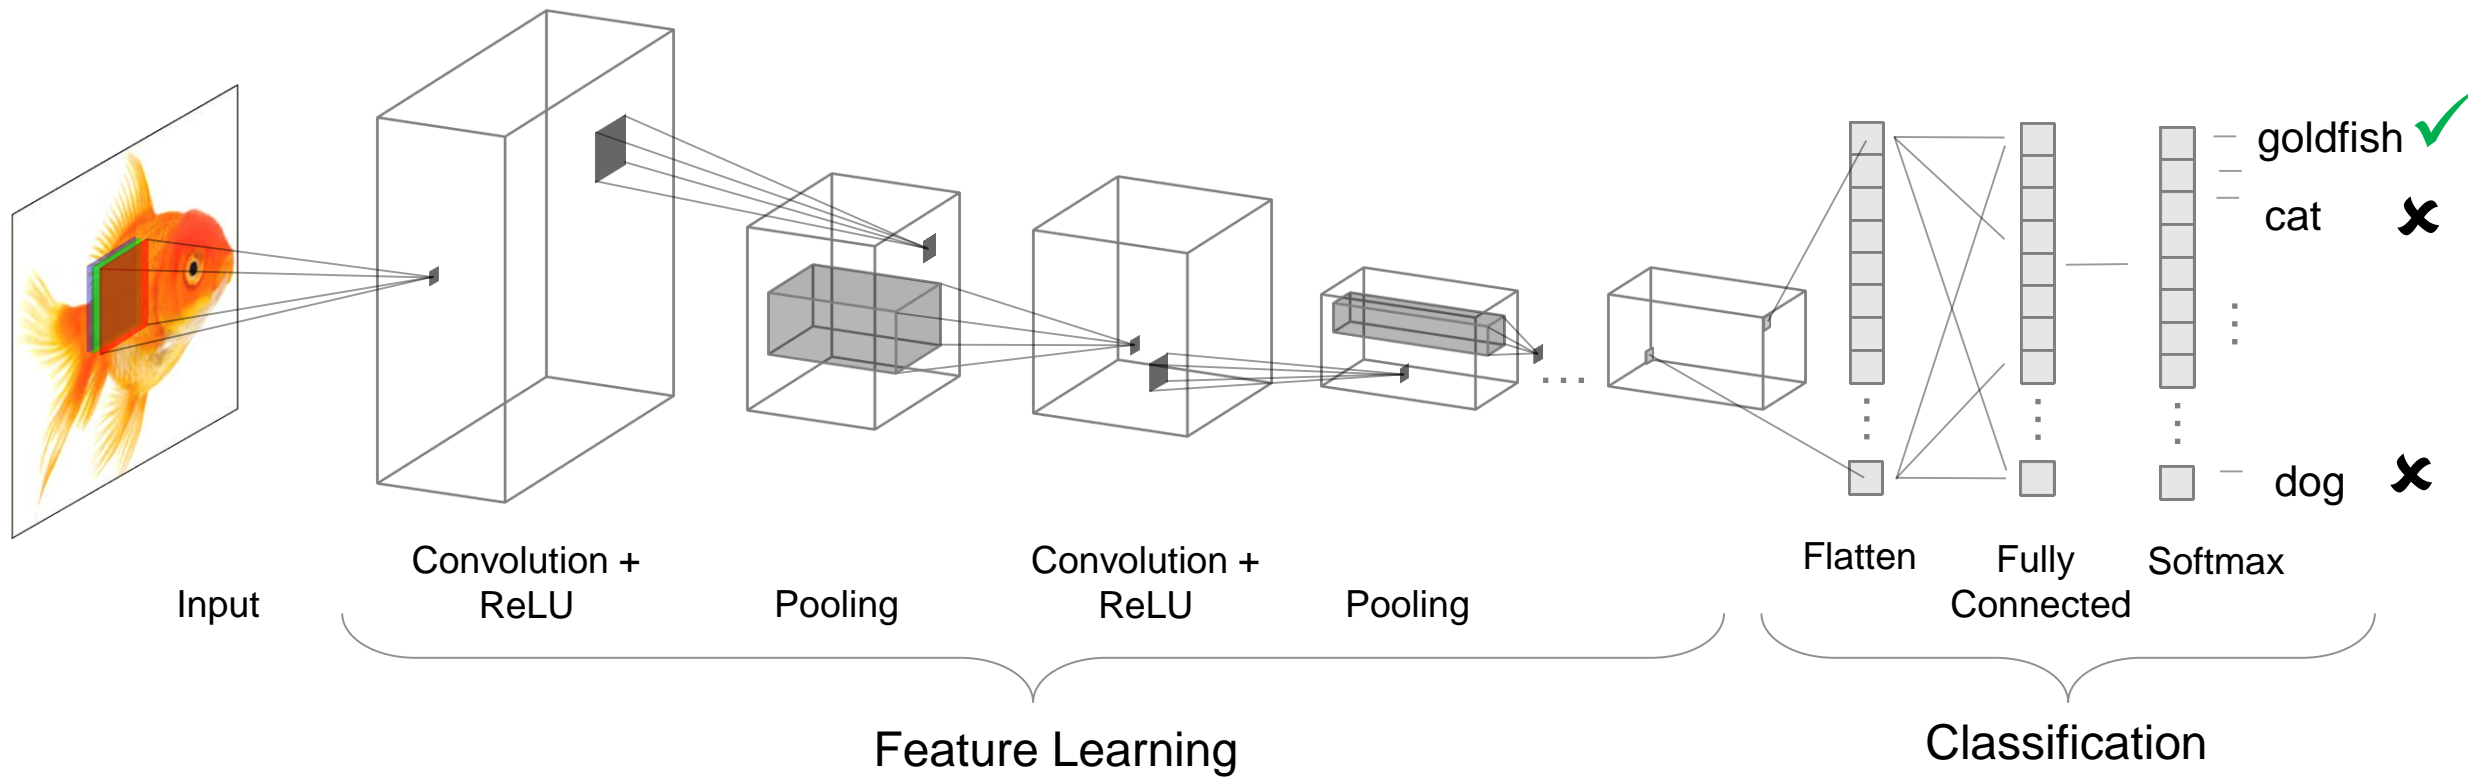 goldfish
cat
dog
Input
Convolution +
ReLU
Pooling
Convolution +
ReLU
Pooling
Flatten
Fully
Connected
Softmax
Feature Learning
Classification